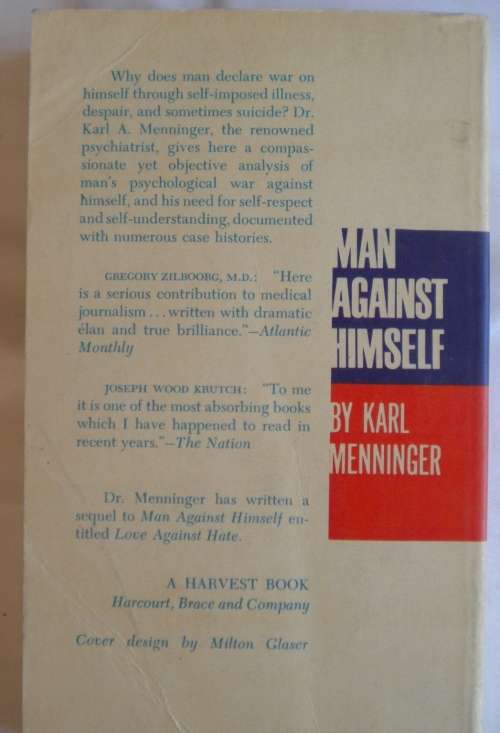 Why does man declare war on
himself through self-imposed illness,
despair, and sometimes suicide? Dr.
Karl A. Menninger, the renowned
psychiatrist, gives here a compas-
sionate yet objective analysis of
man's psychological war against
himself, and his need for self-respect
and self-understanding, documented
with numerous case histories.
GREGORY ZILBOORG, M.D.: "Here
is a serious contribution to medical
journalism . . . written with dramatic
élan and true brilliance."—Atlantic
Monthly
JOSEPH WOOD KRUTCH: "To me
it is one of the most absorbing books
which I have happened to read in
recent years."—The Nation
Dr. Menninger has written a
sequel to Man Against Himself en-
titled Love Against Hate.
A HARVEST BOOK
Harcourt, Brace and Company
Cover design by Milton Glaser
MAN
AGAINST
HIMSELF
BY KARL
MENNINGER